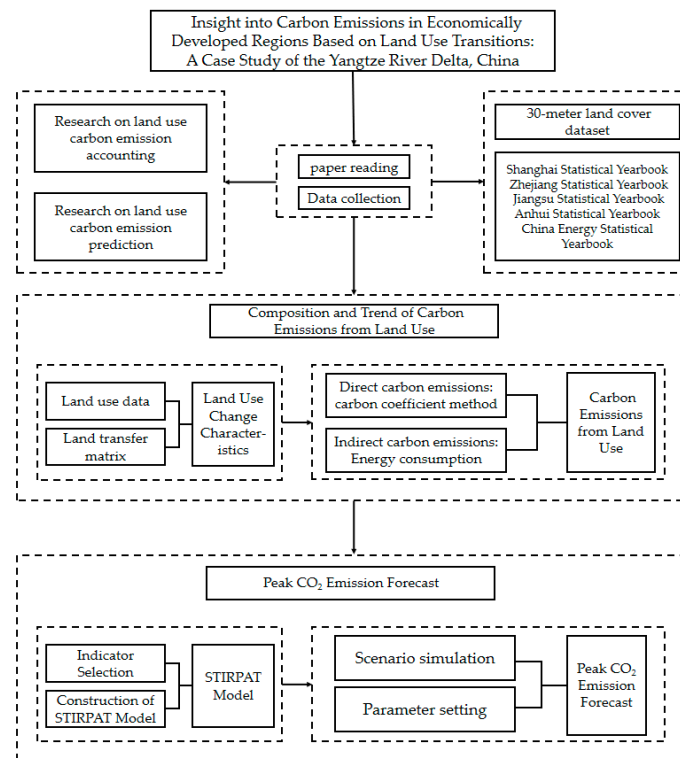 Insight into Carbon Emissions in Economically
Developed Regions Based on Land Use Transitions:
A Case Study of the Yangtze River Delta, China
Research on land use
carbon emission
accounting
Research on land use
carbon emission
prediction
paper reading
Data collection
30-meter land cover
dataset
Shanghai Statistical Yearbook
Zhejiang Statistical Yearbook
Jiangsu Statistical Yearbook
Anhui Statistical Yearbook
China Energy Statistical
Yearbook
Composition and Trend of Carbon
Emissions from Land Use
Land use data
Land transfer
matrix
Land Use
Change
Character-
istics
Direct carbon emissions:
carbon coefficient method
Indirect carbon emissions:
Energy consumption
Carbon
Emissions
from Land
Use
Peak CO₂ Emission Forecast
Indicator
Selection
Construction of
STIRPAT Model
STIRPAT
Model
Scenario simulation
Parameter setting
Peak CO₂
Emission
Forecast